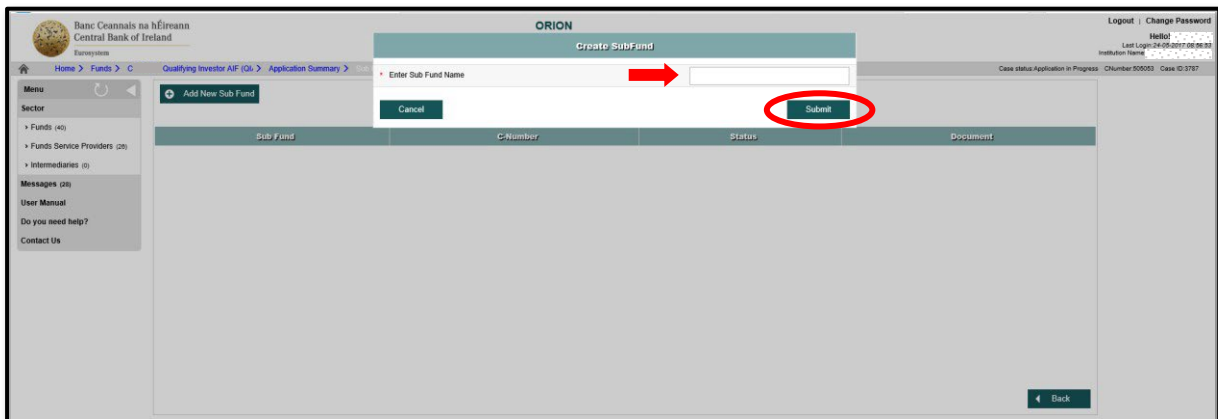 Banc Ceannais na hÉireann
Central Bank of Ireland
Eurosystem
ORION
Logout | Change Password
Hello!
Last Login:24-05-2017 08:56:53
Institution Name
Home > Funds > C
Qualifying Investor AIF (QI, > Application Summary >
Case status:Application in Progress CNumber:505053 Case ID:3787
Create SubFund
* Enter Sub Fund Name
Cancel
Submit
Menu
Sector
Funds (40)
Funds Service Providers (26)
Intermediaries (0)
Messages (28)
User Manual
Do you need help?
Contact Us
Add New Sub Fund
Sub Fund C-Number Status Document
Back